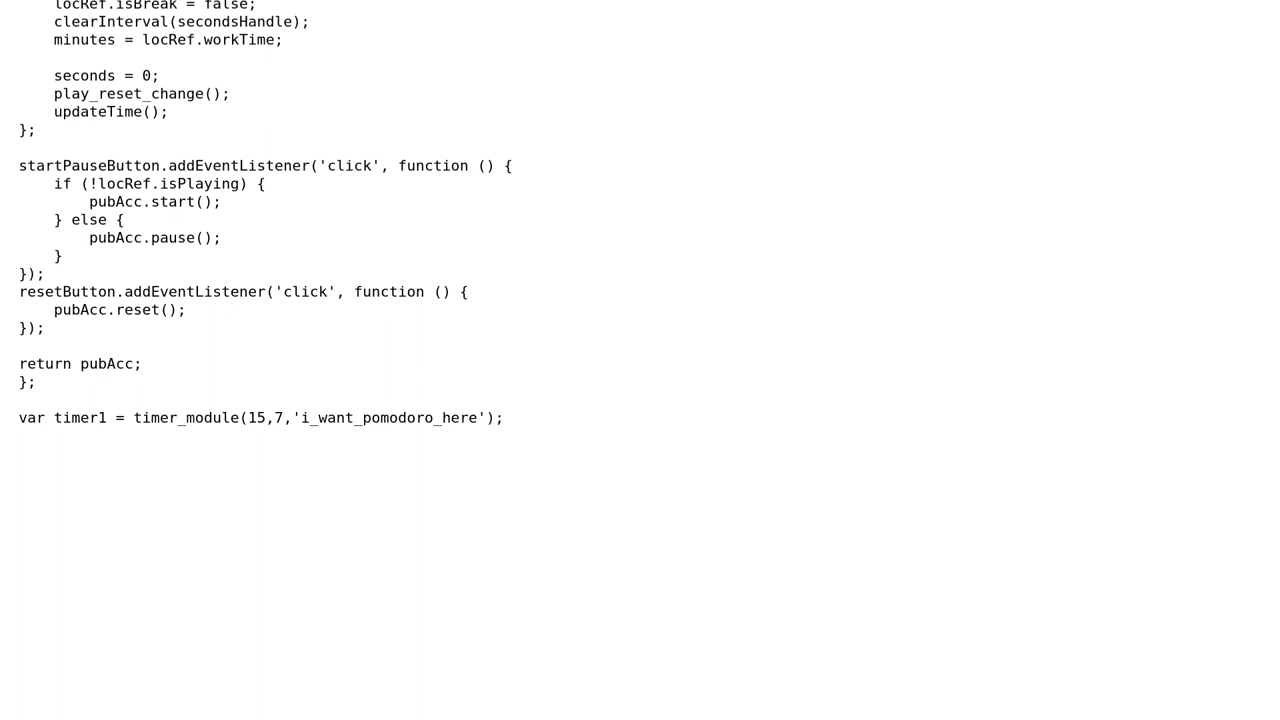 locRef.isBreak = false;
    clearInterval(secondsHandle);
    minutes = locRef.workTime;

    seconds = 0;
    play_reset_change();
    updateTime();
};

startPauseButton.addEventListener('click', function () {
    if (!locRef.isPlaying) {
        pubAcc.start();
    } else {
        pubAcc.pause();
    }
});
resetButton.addEventListener('click', function () {
    pubAcc.reset();
});

return pubAcc;
};

var timer1 = timer_module(15,7,'i_want_pomodoro_here');